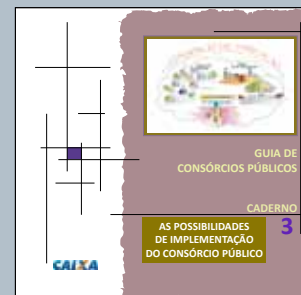 GUIA DE
CONSÓRCIOS PÚBLICOS
CADERNO
3
AS POSSIBILIDADES
DE IMPLEMENTAÇÃO
DO CONSÓRCIO PÚBLICO
CAIXA